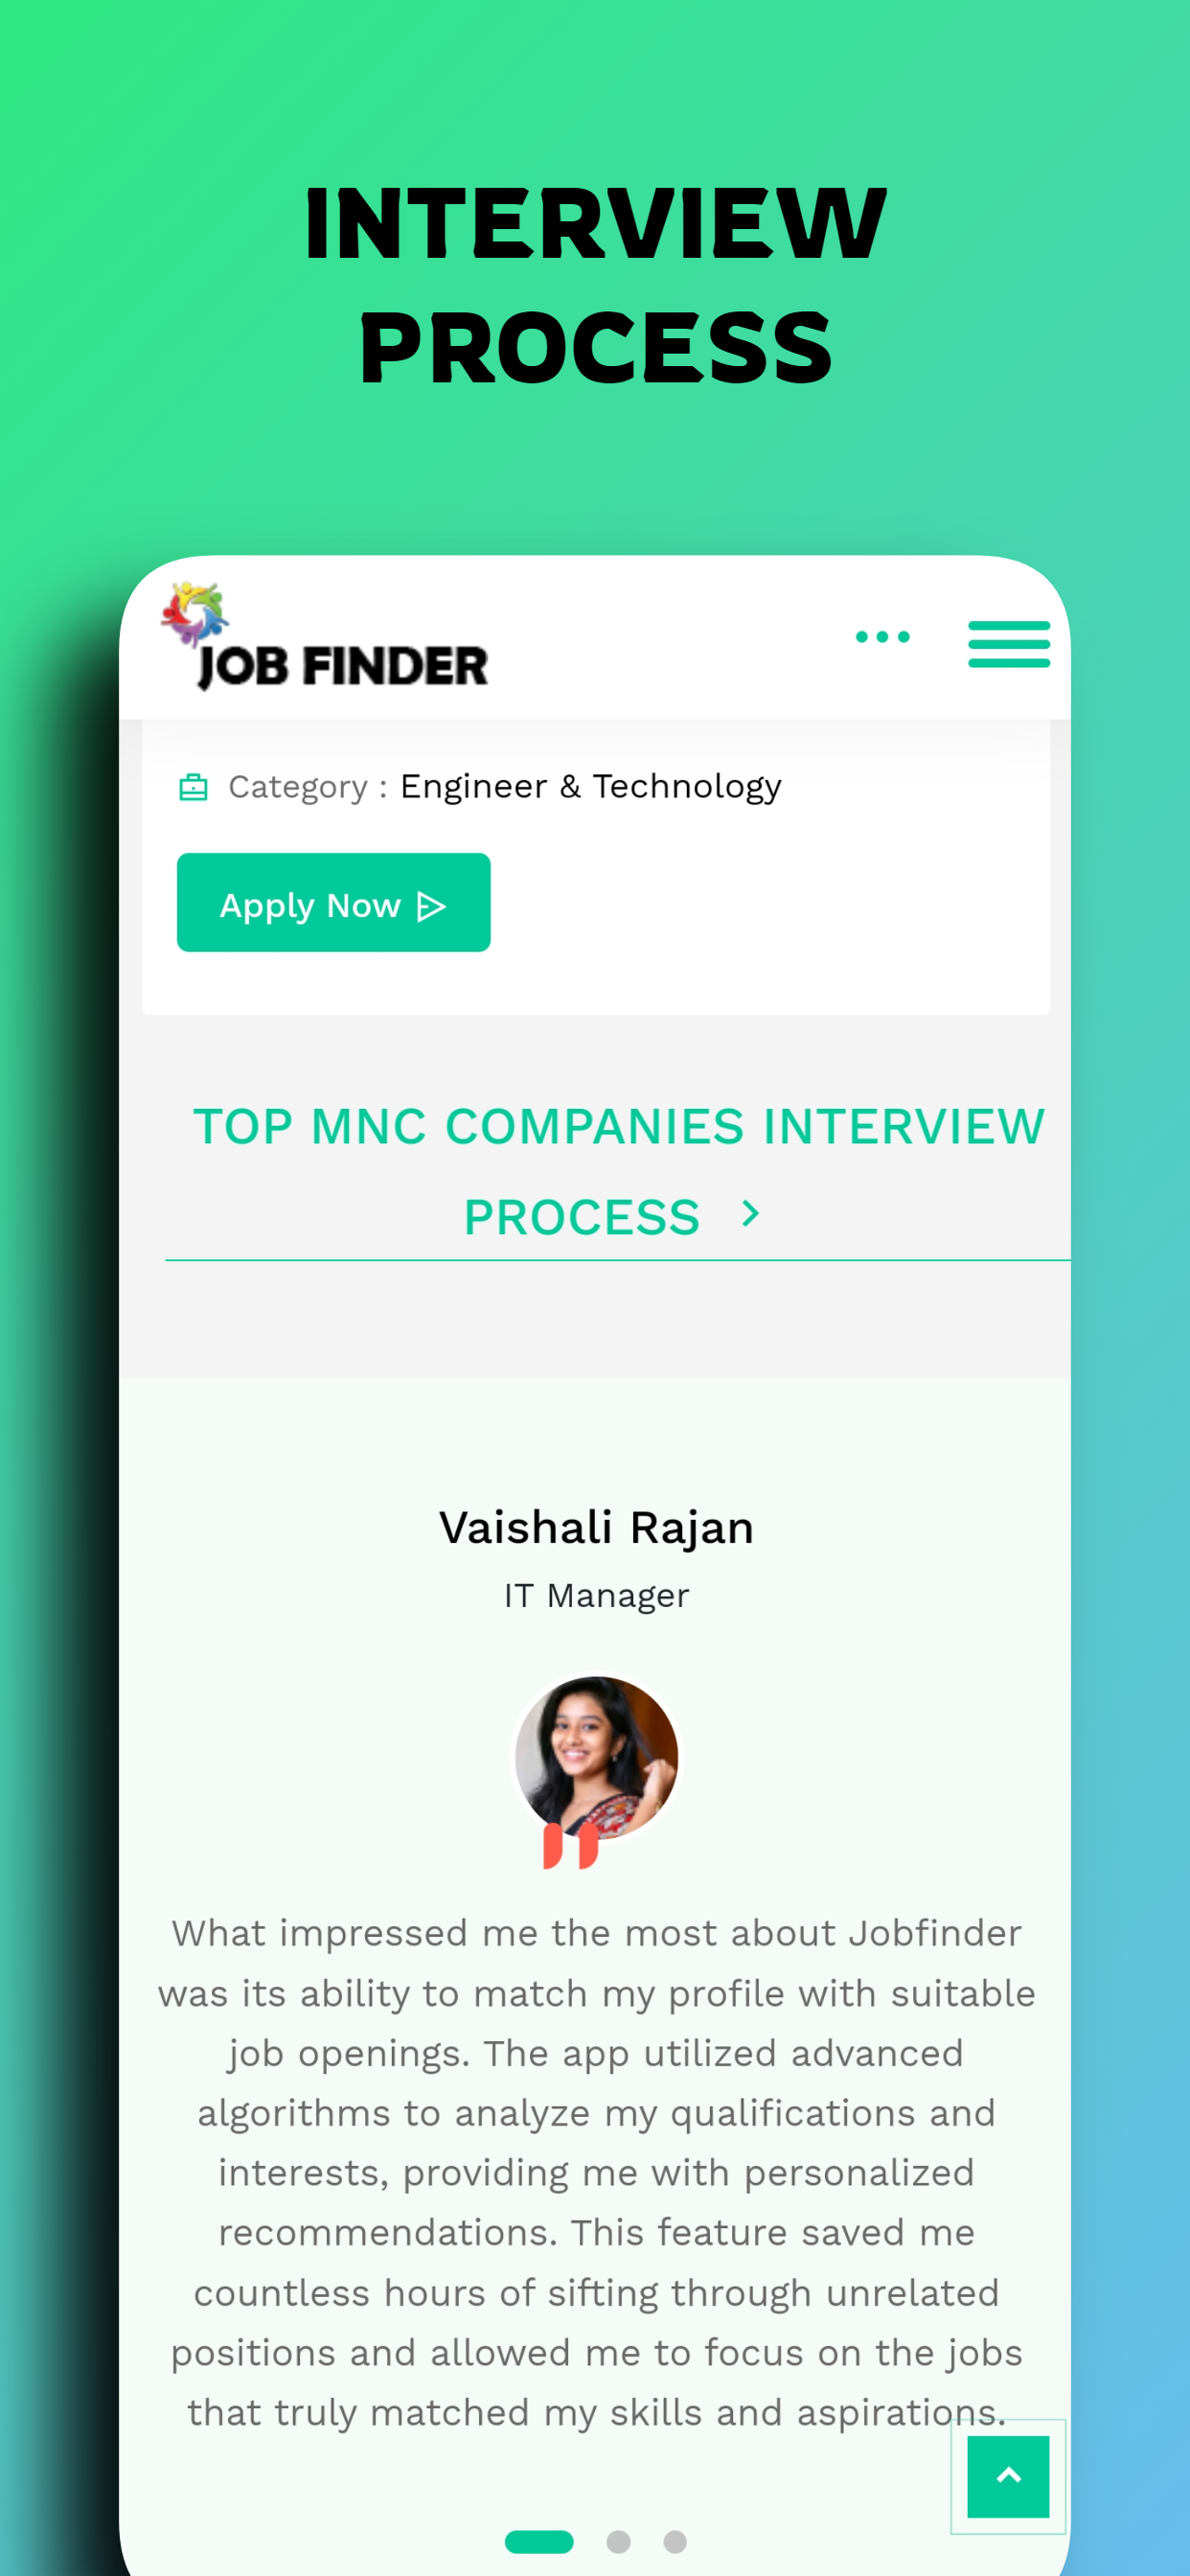 INTERVIEW
PROCESS
JOB FINDER
Category : Engineer & Technology
Apply Now
TOP MNC COMPANIES INTERVIEW
PROCESS
Vaishali Rajan
IT Manager
What impressed me the most about Jobfinder
was its ability to match my profile with suitable
job openings. The app utilized advanced
algorithms to analyze my qualifications and
interests, providing me with personalized
recommendations. This feature saved me
countless hours of sifting through unrelated
positions and allowed me to focus on the jobs
that truly matched my skills and aspirations.